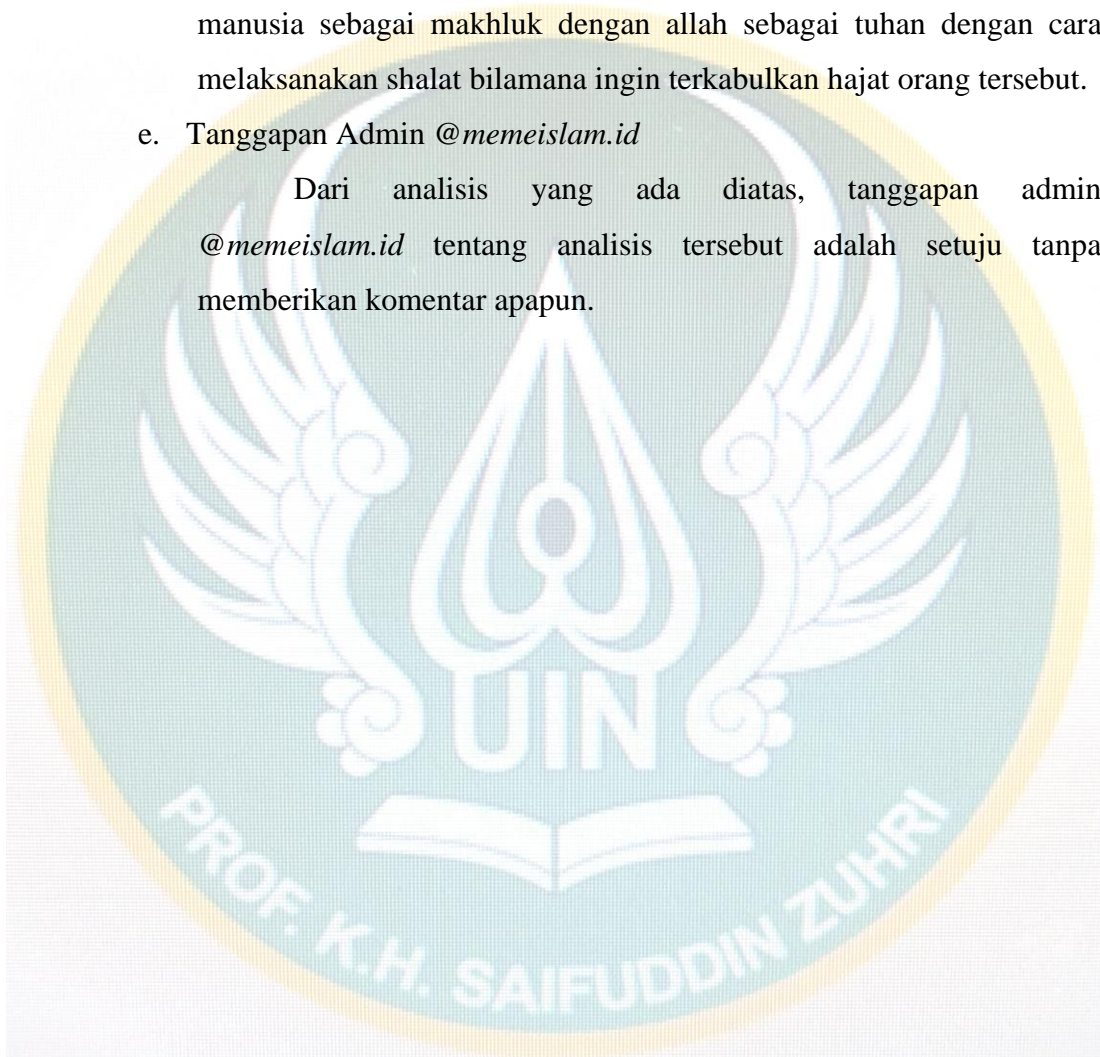 manusia sebagai makhluk dengan allah sebagai tuhan dengan cara
melaksanakan shalat bilamana ingin terkabulkan hajat orang tersebut.
e. Tanggapan Admin @memeislam.id
Dari analisis yang ada diatas, tanggapan admin
@memeislam.id tentang analisis tersebut adalah setuju tanpa
memberikan komentar apapun.
UIN
PROF. K.H. SAIFUDDIN ZUHRI